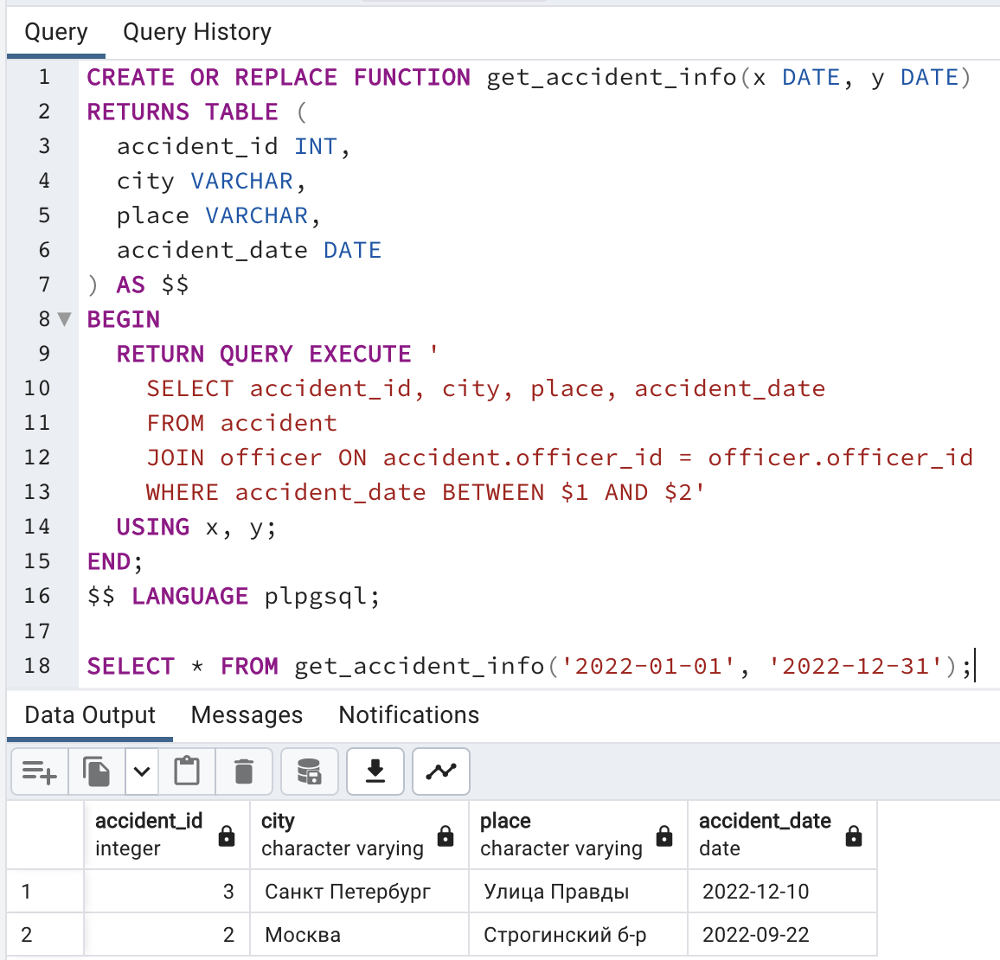 Query Query History
1 CREATE OR REPLACE FUNCTION get_accident_info(x DATE, y DATE)
2 RETURNS TABLE (
3 accident_id INT,
4 city VARCHAR,
5 place VARCHAR,
6 accident_date DATE
7 ) AS $$
8 BEGIN
9 RETURN QUERY EXECUTE '
10 SELECT accident_id, city, place, accident_date
11 FROM accident
12 JOIN officer ON accident.officer_id = officer.officer_id
13 WHERE accident_date BETWEEN $1 AND $2'
14 USING x, y;
15 END;
16 $$ LANGUAGE plpgsql;
17
18 SELECT * FROM get_accident_info('2022-01-01', '2022-12-31');
Data Output Messages Notifications
accident_id city place accident_date
integer character varying character varying date
1 3 Санкт Петербург Улица Правды 2022-12-10
2 2 Москва Строгинский б-р 2022-09-22